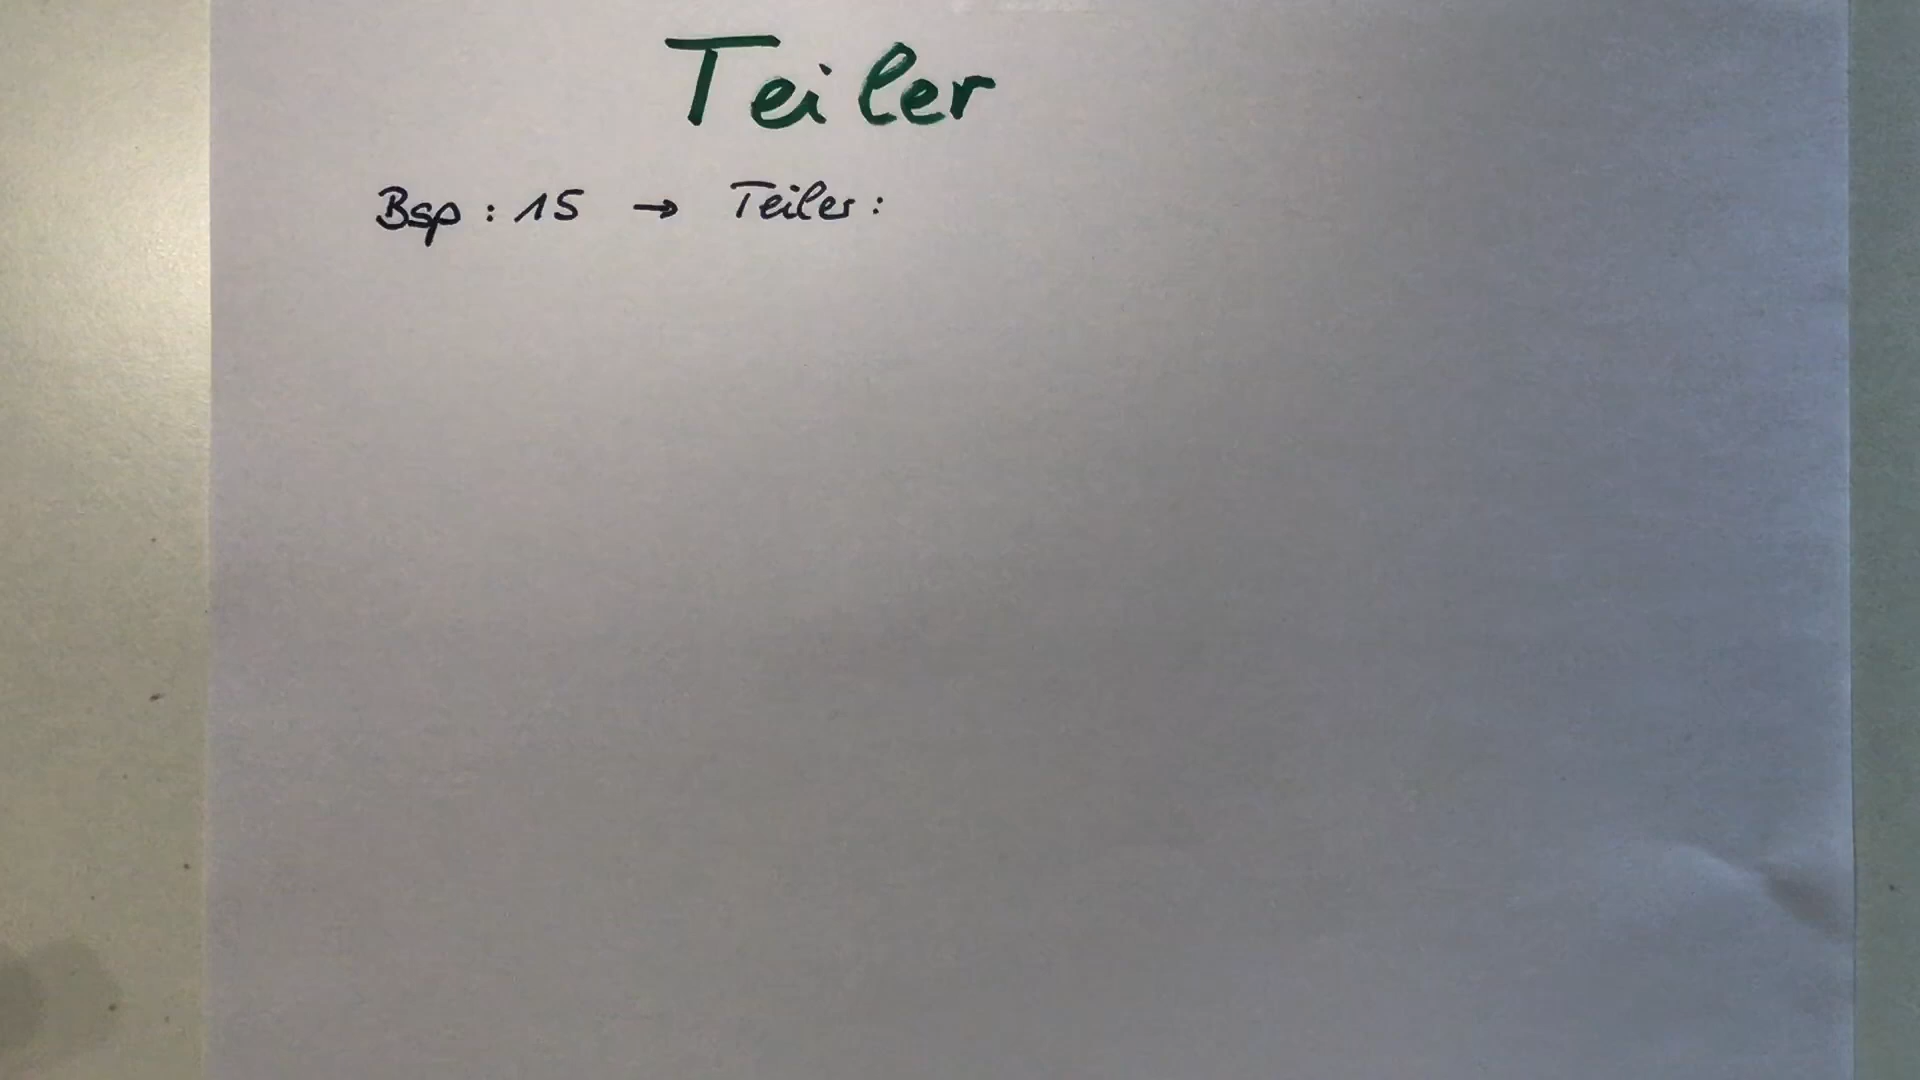 Teiler
Bsp : 15 → Teiler :